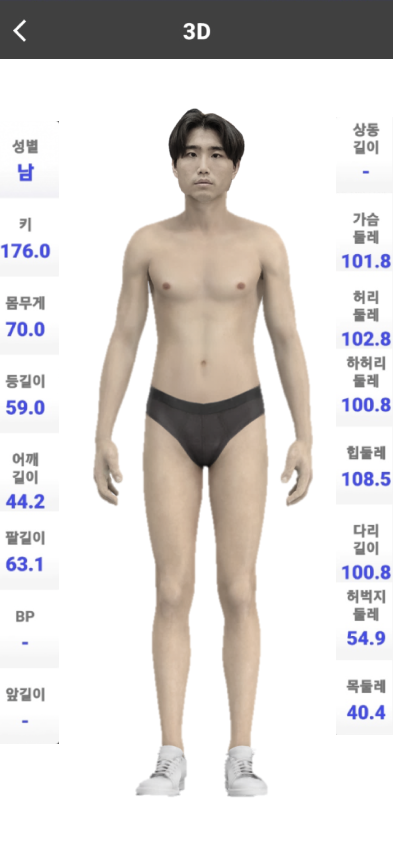 3D
성별
남
키
176.0
몸무게
70.0
등길이
59.0
어깨
길이
44.2
팔길이
63.1
BP
-
앞길이
-
상동
길이
-
가슴
둘레
101.8
허리
둘레
102.8
하허리
둘레
100.8
힙둘레
108.5
다리
길이
100.8
허벅지
둘레
54.9
목둘레
40.4